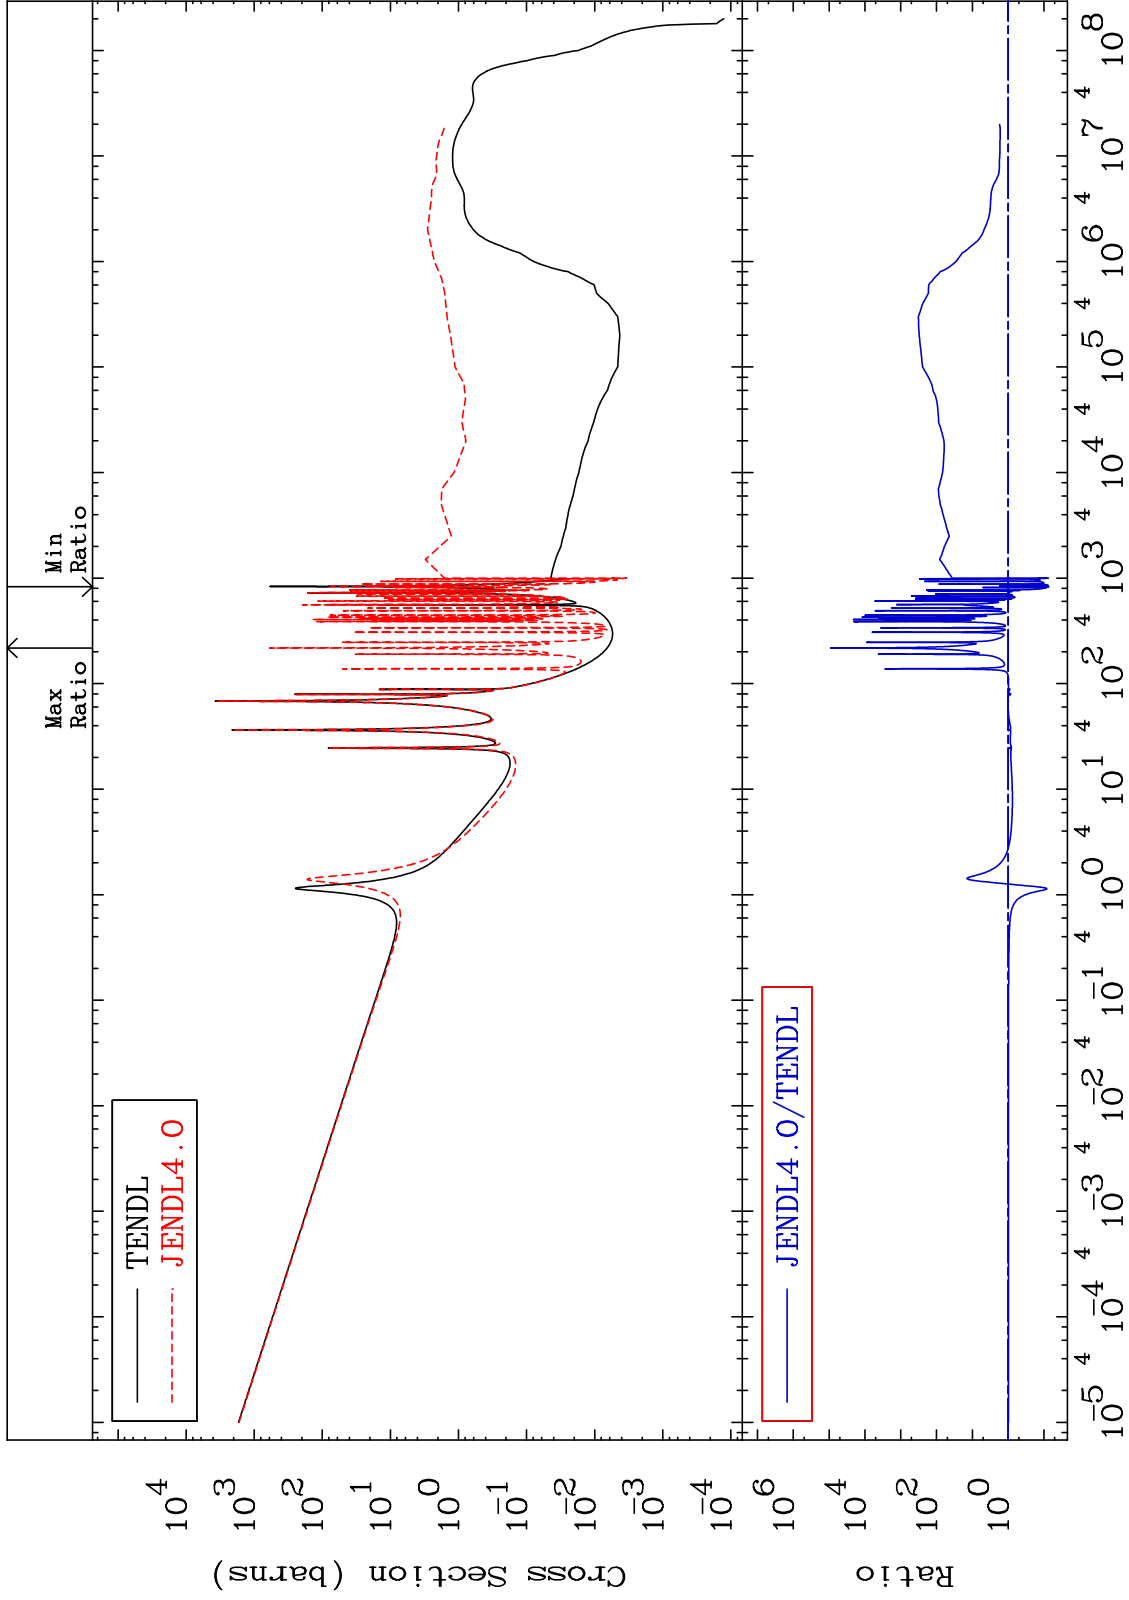 Max
Ratio
Min
Ratio
TENDL
JENDL4.0
Cross Section (barns)
10^4
10^3
10^2
10^1
10^0
10^-1
10^-2
10^-3
10^-4
JENDL4.0/TENDL
Ratio
10^6
10^4
10^2
10^0
10^-5 4 10^-4 4 10^-3 4 10^-2 4 10^-1 4 10^0 4 10^1 4 10^2 4 10^3 4 10^4 4 10^5 4 10^6 4 10^7 4 10^8